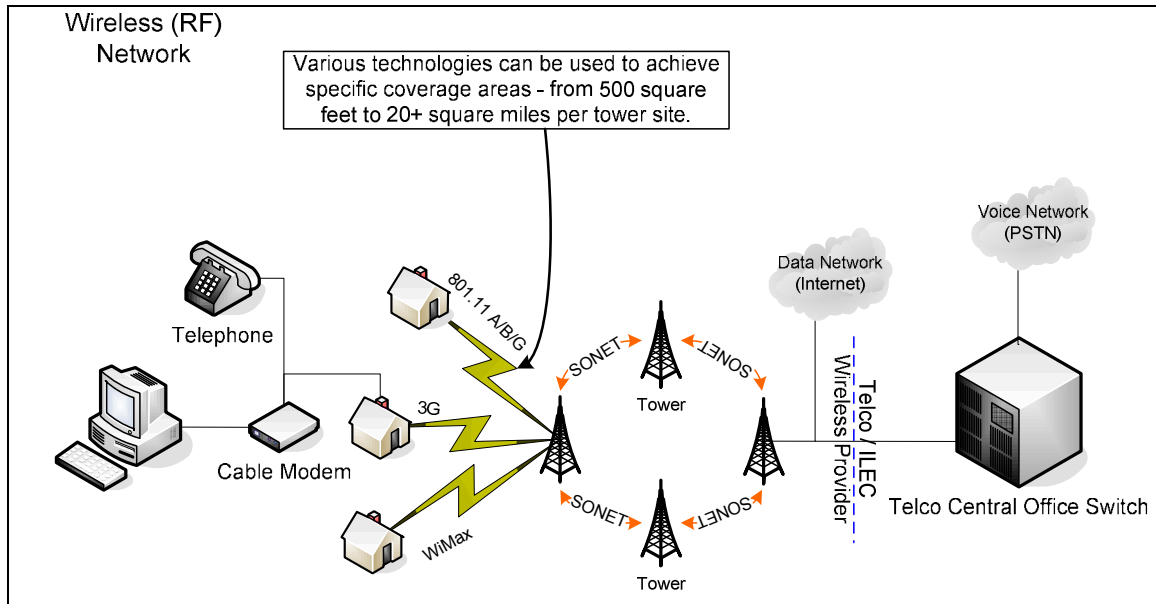 Wireless (RF)
Network
Various technologies can be used to achieve
specific coverage areas - from 500 square
feet to 20+ square miles per tower site.
Voice Network
(PSTN)
Data Network
(Internet)
Telephone
801.11 A/B/G
SONET
SONET
Tower
3G
Cable Modem
Telco / ILEC
Wireless Provider
Telco Central Office Switch
WiMax
SONET
SONET
Tower